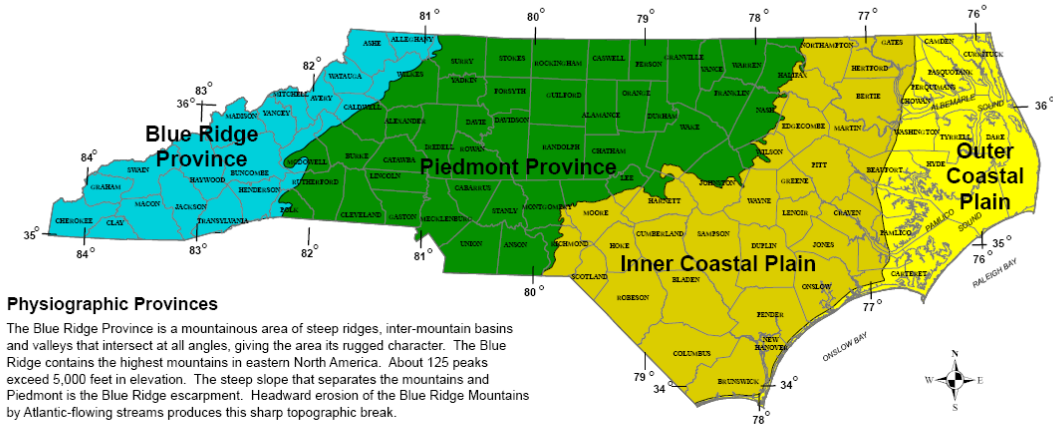 81°
80
79
78
77
76°
ASHE
ALLEGHANY
SURRY
STOKES
ROCKINGHAM
CASWELL
PERSON
GRANVILLE
VANCE
WARREN
NORTHAMPTON
GATES
CAMDEN
CURRITUCK
82°
WATAUGA
WILKES
YADKIN
FORSYTH
GUILFORD
ORANGE
FRANKLIN
HALIFAX
HERTFORD
PASQUOTANK
PERQUIMANS
36°
83°
MITCHELL
AVERY
CALDWELL
ALEXANDER
DAVIE
DAVIDSON
ALAMANCE
DURHAM
WAKE
NASH
BERTIE
CHOWAN
ALBEMARLE SOUND
36°
MADISON
YANCEY
Blue Ridge
Province
IREDELL
ROWAN
RANDOLPH
CHATHAM
EDGECOMBE
MARTIN
WASHINGTON
TYRRELL
DARE
84°
SWAIN
HAYWOOD
BUNCOMBE
MCDOWELL
BURKE
CATAWBA
Piedmont Province
WILSON
PITT
HYDE
Outer
Coastal
Plain
GRAHAM
MACON
JACKSON
HENDERSON
RUTHERFORD
LINCOLN
CABARRUS
LEE
JOHNSTON
GREENE
BEAUFORT
CHEROKEE
CLAY
TRANSYLVANIA
POLK
CLEVELAND
GASTON
MECKLENBURG
STANLY
MONTGOMERY
MOORE
HARNETT
WAYNE
LENOIR
CRAVEN
PAMLICO
PAMLICO SOUND
35°
84°
83
82
81
UNION
ANSON
RICHMOND
HOKE
CUMBERLAND
SAMPSON
DUPLIN
JONES
35°
76
80
SCOTLAND
Inner Coastal Plain
CARTERET
RALEIGH BAY
ROBESON
BLADEN
ONSLOW
77
PENDER
ONSLOW BAY
COLUMBUS
NEW
HANOVER
79°
34°
BRUNSWICK
34°
78
N
W
E
S
Physiographic Provinces
The Blue Ridge Province is a mountainous area of steep ridges, inter-mountain basins
and valleys that intersect at all angles, giving the area its rugged character. The Blue
Ridge contains the highest mountains in eastern North America. About 125 peaks
exceed 5,000 feet in elevation. The steep slope that separates the mountains and
Piedmont is the Blue Ridge escarpment. Headward erosion of the Blue Ridge Mountains
by Atlantic-flowing streams produces this sharp topographic break.